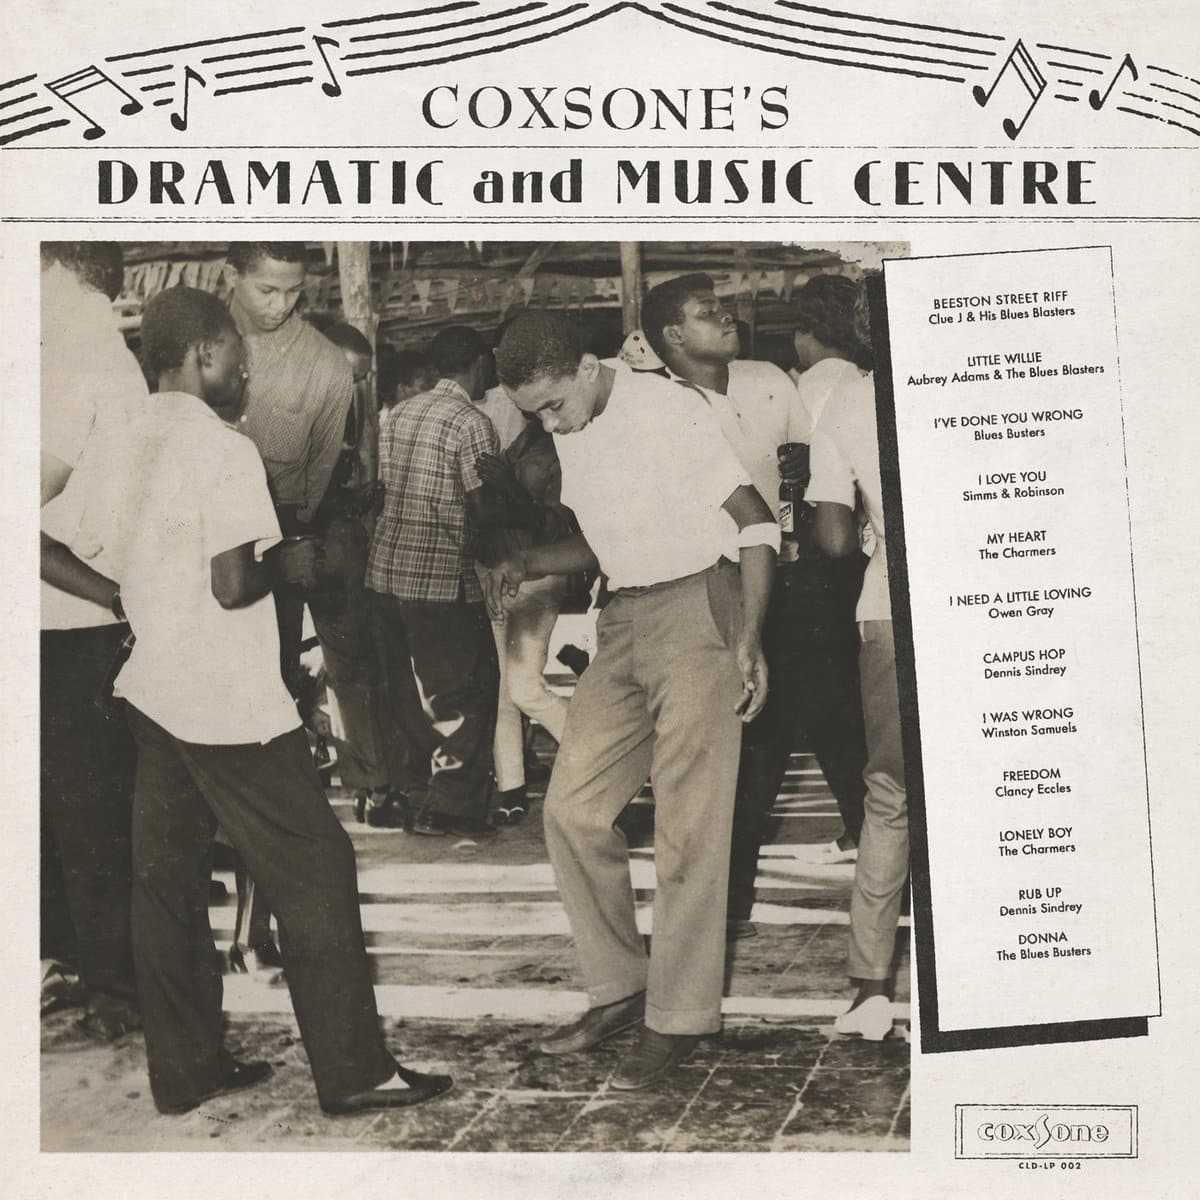 COXSONE'S
DRAMATIC and MUSIC CENTRE
BEESTON STREET RIFF
Clue J & His Blues Blasters
LITTLE WILLIE
Aubrey Adams & The Blues Blasters
I'VE DONE YOU WRONG
Blues Busters
I LOVE YOU
Simms & Robinson
MY HEART
The Charmers
I NEED A LITTLE LOVING
Owen Gray
CAMPUS HOP
Dennis Sindrey
I WAS WRONG
Winston Samuels
FREEDOM
Clancy Eccles
LONELY BOY
The Charmers
RUB UP
Dennis Sindrey
DONNA
The Blues Busters
coxsone
CLD-LP 002